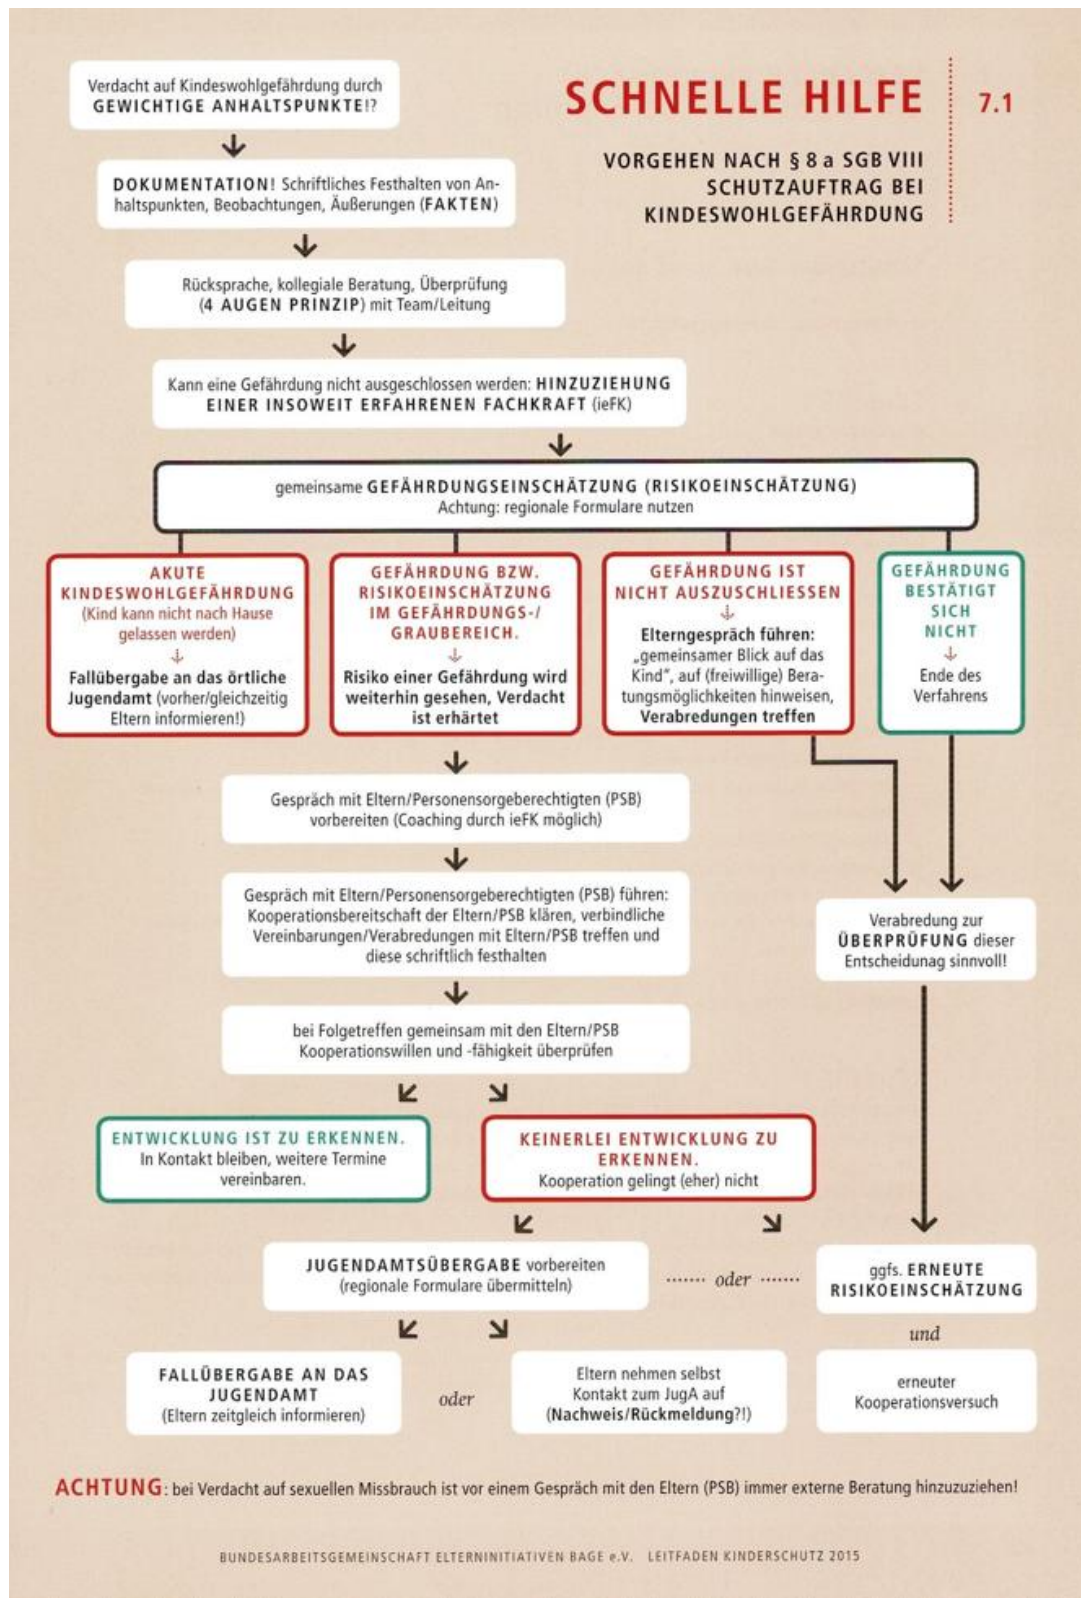 SCHNELLE HILFE
7.1
VORGEHEN NACH § 8 a SGB VIII
SCHUTZAUFTRAG BEI
KINDESWOHLGEFÄHRDUNG
Verdacht auf Kindeswohlgefährdung durch
GEWICHTIGE ANHALTSPUNKTE!?
DOKUMENTATION! Schriftliches Festhalten von An-
haltspunkten, Beobachtungen, Äußerungen (FAKTEN)
Rücksprache, kollegiale Beratung, Überprüfung
(4 AUGEN PRINZIP) mit Team/Leitung
Kann eine Gefährdung nicht ausgeschlossen werden: HINZUZIEHUNG
EINER INSOWEIT ERFAHRENEN FACHKRAFT (ieFK)
gemeinsame GEFÄHRDUNGSEINSCHÄTZUNG (RISIKOEINSCHÄTZUNG)
Achtung: regionale Formulare nutzen
AKUTE
KINDESWOHLGEFÄHRDUNG
(Kind kann nicht nach Hause
gelassen werden)
Fallübergabe an das örtliche
Jugendamt (vorher/gleichzeitig
Eltern informieren!)
GEFÄHRDUNG BZW.
RISIKOEINSCHÄTZUNG
IM GEFÄHRDUNGS-/
GRAUBEREICH.
Risiko einer Gefährdung wird
weiterhin gesehen, Verdacht
ist erhärtet
GEFÄHRDUNG IST
NICHT AUSZUSCHLIESSEN
Elterngespräch führen:
„gemeinsamer Blick auf das
Kind“, auf (freiwillige) Bera-
tungsmöglichkeiten hinweisen,
Verabredungen treffen
GEFÄHRDUNG
BESTÄTIGT
SICH
NICHT
Ende des
Verfahrens
Gespräch mit Eltern/Personensorgeberechtigten (PSB)
vorbereiten (Coaching durch ieFK möglich)
Gespräch mit Eltern/Personensorgeberechtigten (PSB) führen:
Kooperationsbereitschaft der Eltern/PSB klären, verbindliche
Vereinbarungen/Verabredungen mit Eltern/PSB treffen und
diese schriftlich festhalten
Verabredung zur
ÜBERPRÜFUNG dieser
Entscheidunag sinnvoll!
bei Folgetreffen gemeinsam mit den Eltern/PSB
Kooperationswillen und -fähigkeit überprüfen
ENTWICKLUNG IST ZU ERKENNEN.
In Kontakt bleiben, weitere Termine
vereinbaren.
KEINERLEI ENTWICKLUNG ZU
ERKENNEN.
Kooperation gelingt (eher) nicht
JUGENDAMTSÜBERGABE vorbereiten
(regionale Formulare übermitteln)
....... oder .......
ggfs. ERNEUTE
RISIKOEINSCHÄTZUNG
und
FALLÜBERGABE AN DAS
JUGENDAMT
(Eltern zeitgleich informieren)
oder
Eltern nehmen selbst
Kontakt zum JugA auf
(Nachweis/Rückmeldung?!)
erneuter
Kooperationsversuch
ACHTUNG: bei Verdacht auf sexuellen Missbrauch ist vor einem Gespräch mit den Eltern (PSB) immer externe Beratung hinzuzuziehen!
BUNDESARBEITSGEMEINSCHAFT ELTERNINITIATIVEN BAGE e.V. LEITFADEN KINDERSCHUTZ 2015